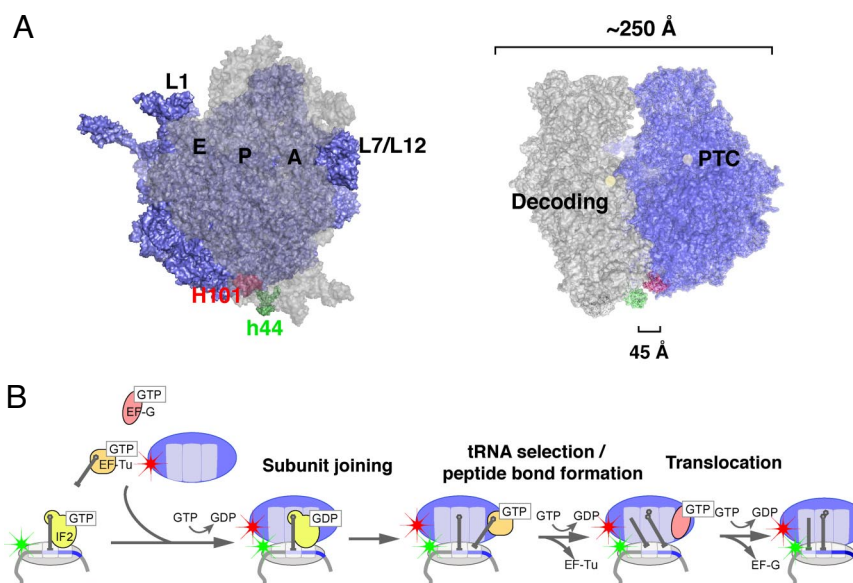 A
~250 Å
L1
E
P
A
L7/L12
PTC
Decoding
H101
h44
45 Å
B
GTP
EF-G
GTP
EF-Tu
Subunit joining
tRNA selection /
peptide bond formation
Translocation
GTP
IF2
GTP GDP
GDP
GTP
GTP GDP
EF-Tu
GTP
GTP GDP
EF-G